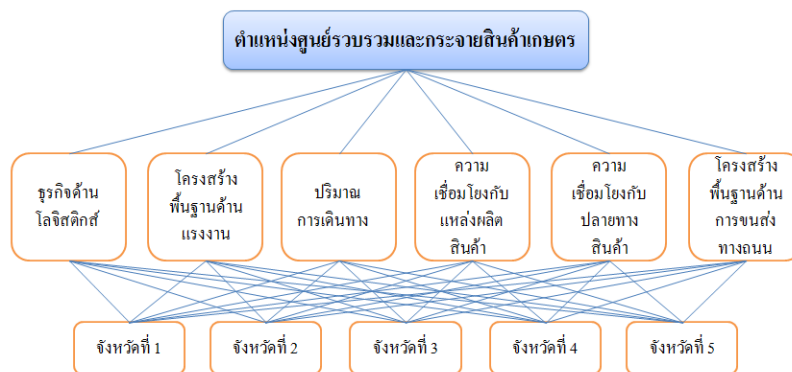 ตำแหน่งศูนย์รวบรวมและกระจายสินค้าเกษตร
ธุรกิจด้าน
โลจิสติกส์
โครงสร้าง
พื้นฐานด้าน
แรงงาน
ปริมาณ
การเดินทาง
ความ
เชื่อมโยงกับ
แหล่งผลิต
สินค้า
ความ
เชื่อมโยงกับ
ปลายทาง
สินค้า
โครงสร้าง
พื้นฐานด้าน
การขนส่ง
ทางถนน
จังหวัดที่ 1
จังหวัดที่ 2
จังหวัดที่ 3
จังหวัดที่ 4
จังหวัดที่ 5